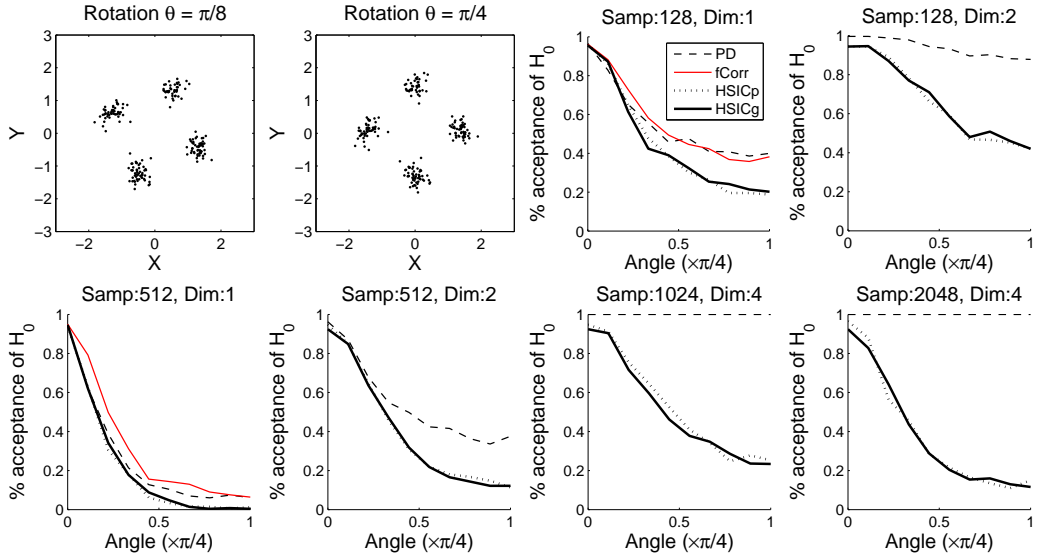 Rotation θ = π/8
3
2
1
0
−1
−2
−3
Y
−2
0
2
X
Rotation θ = π/4
3
2
1
0
−1
−2
−3
Y
−2
0
2
X
Samp:128, Dim:1
1
0.8
0.6
0.4
0.2
0
% acceptance of H0
PD
fCorr
HSICp
HSICg
0
0.5
1
Angle (×π/4)
Samp:128, Dim:2
1
0.8
0.6
0.4
0.2
0
% acceptance of H0
0
0.5
1
Angle (×π/4)
Samp:512, Dim:1
1
0.8
0.6
0.4
0.2
0
% acceptance of H0
0
0.5
1
Angle (×π/4)
Samp:512, Dim:2
1
0.8
0.6
0.4
0.2
0
% acceptance of H0
0
0.5
1
Angle (×π/4)
Samp:1024, Dim:4
1
0.8
0.6
0.4
0.2
0
% acceptance of H0
0
0.5
1
Angle (×π/4)
Samp:2048, Dim:4
1
0.8
0.6
0.4
0.2
0
% acceptance of H0
0
0.5
1
Angle (×π/4)